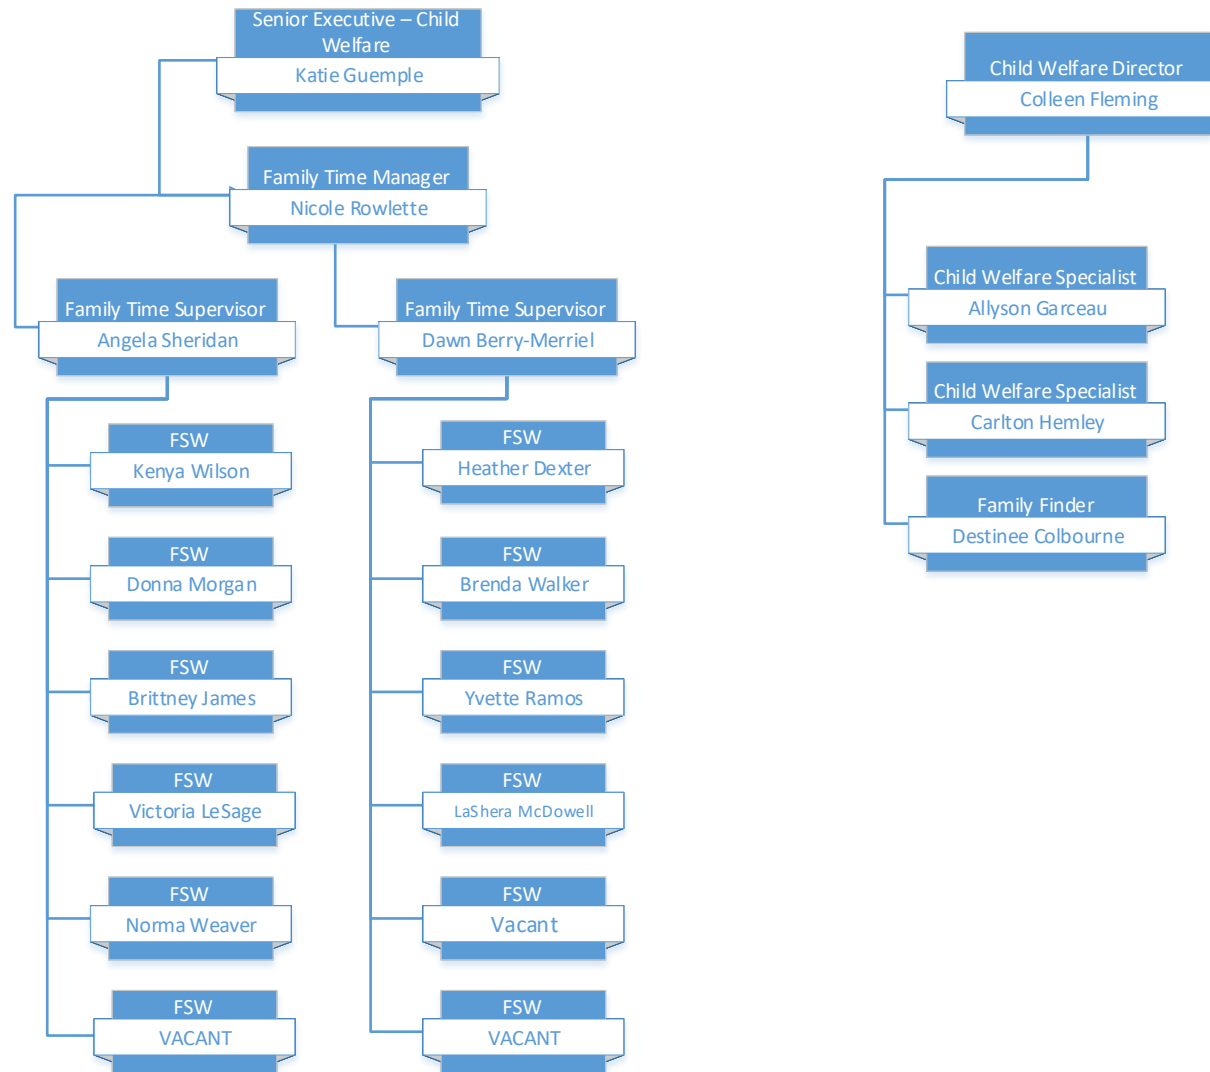 Senior Executive – Child
Welfare
Katie Guemple
Family Time Manager
Nicole Rowlette
Family Time Supervisor
Angela Sheridan
FSW
Kenya Wilson
FSW
Donna Morgan
FSW
Brittney James
FSW
Victoria LeSage
FSW
Norma Weaver
FSW
VACANT
Family Time Supervisor
Dawn Berry-Merriel
FSW
Heather Dexter
FSW
Brenda Walker
FSW
Yvette Ramos
FSW
LaShera McDowell
FSW
Vacant
FSW
VACANT
Child Welfare Director
Colleen Fleming
Child Welfare Specialist
Allyson Garceau
Child Welfare Specialist
Carlton Hemley
Family Finder
Destinee Colbourne